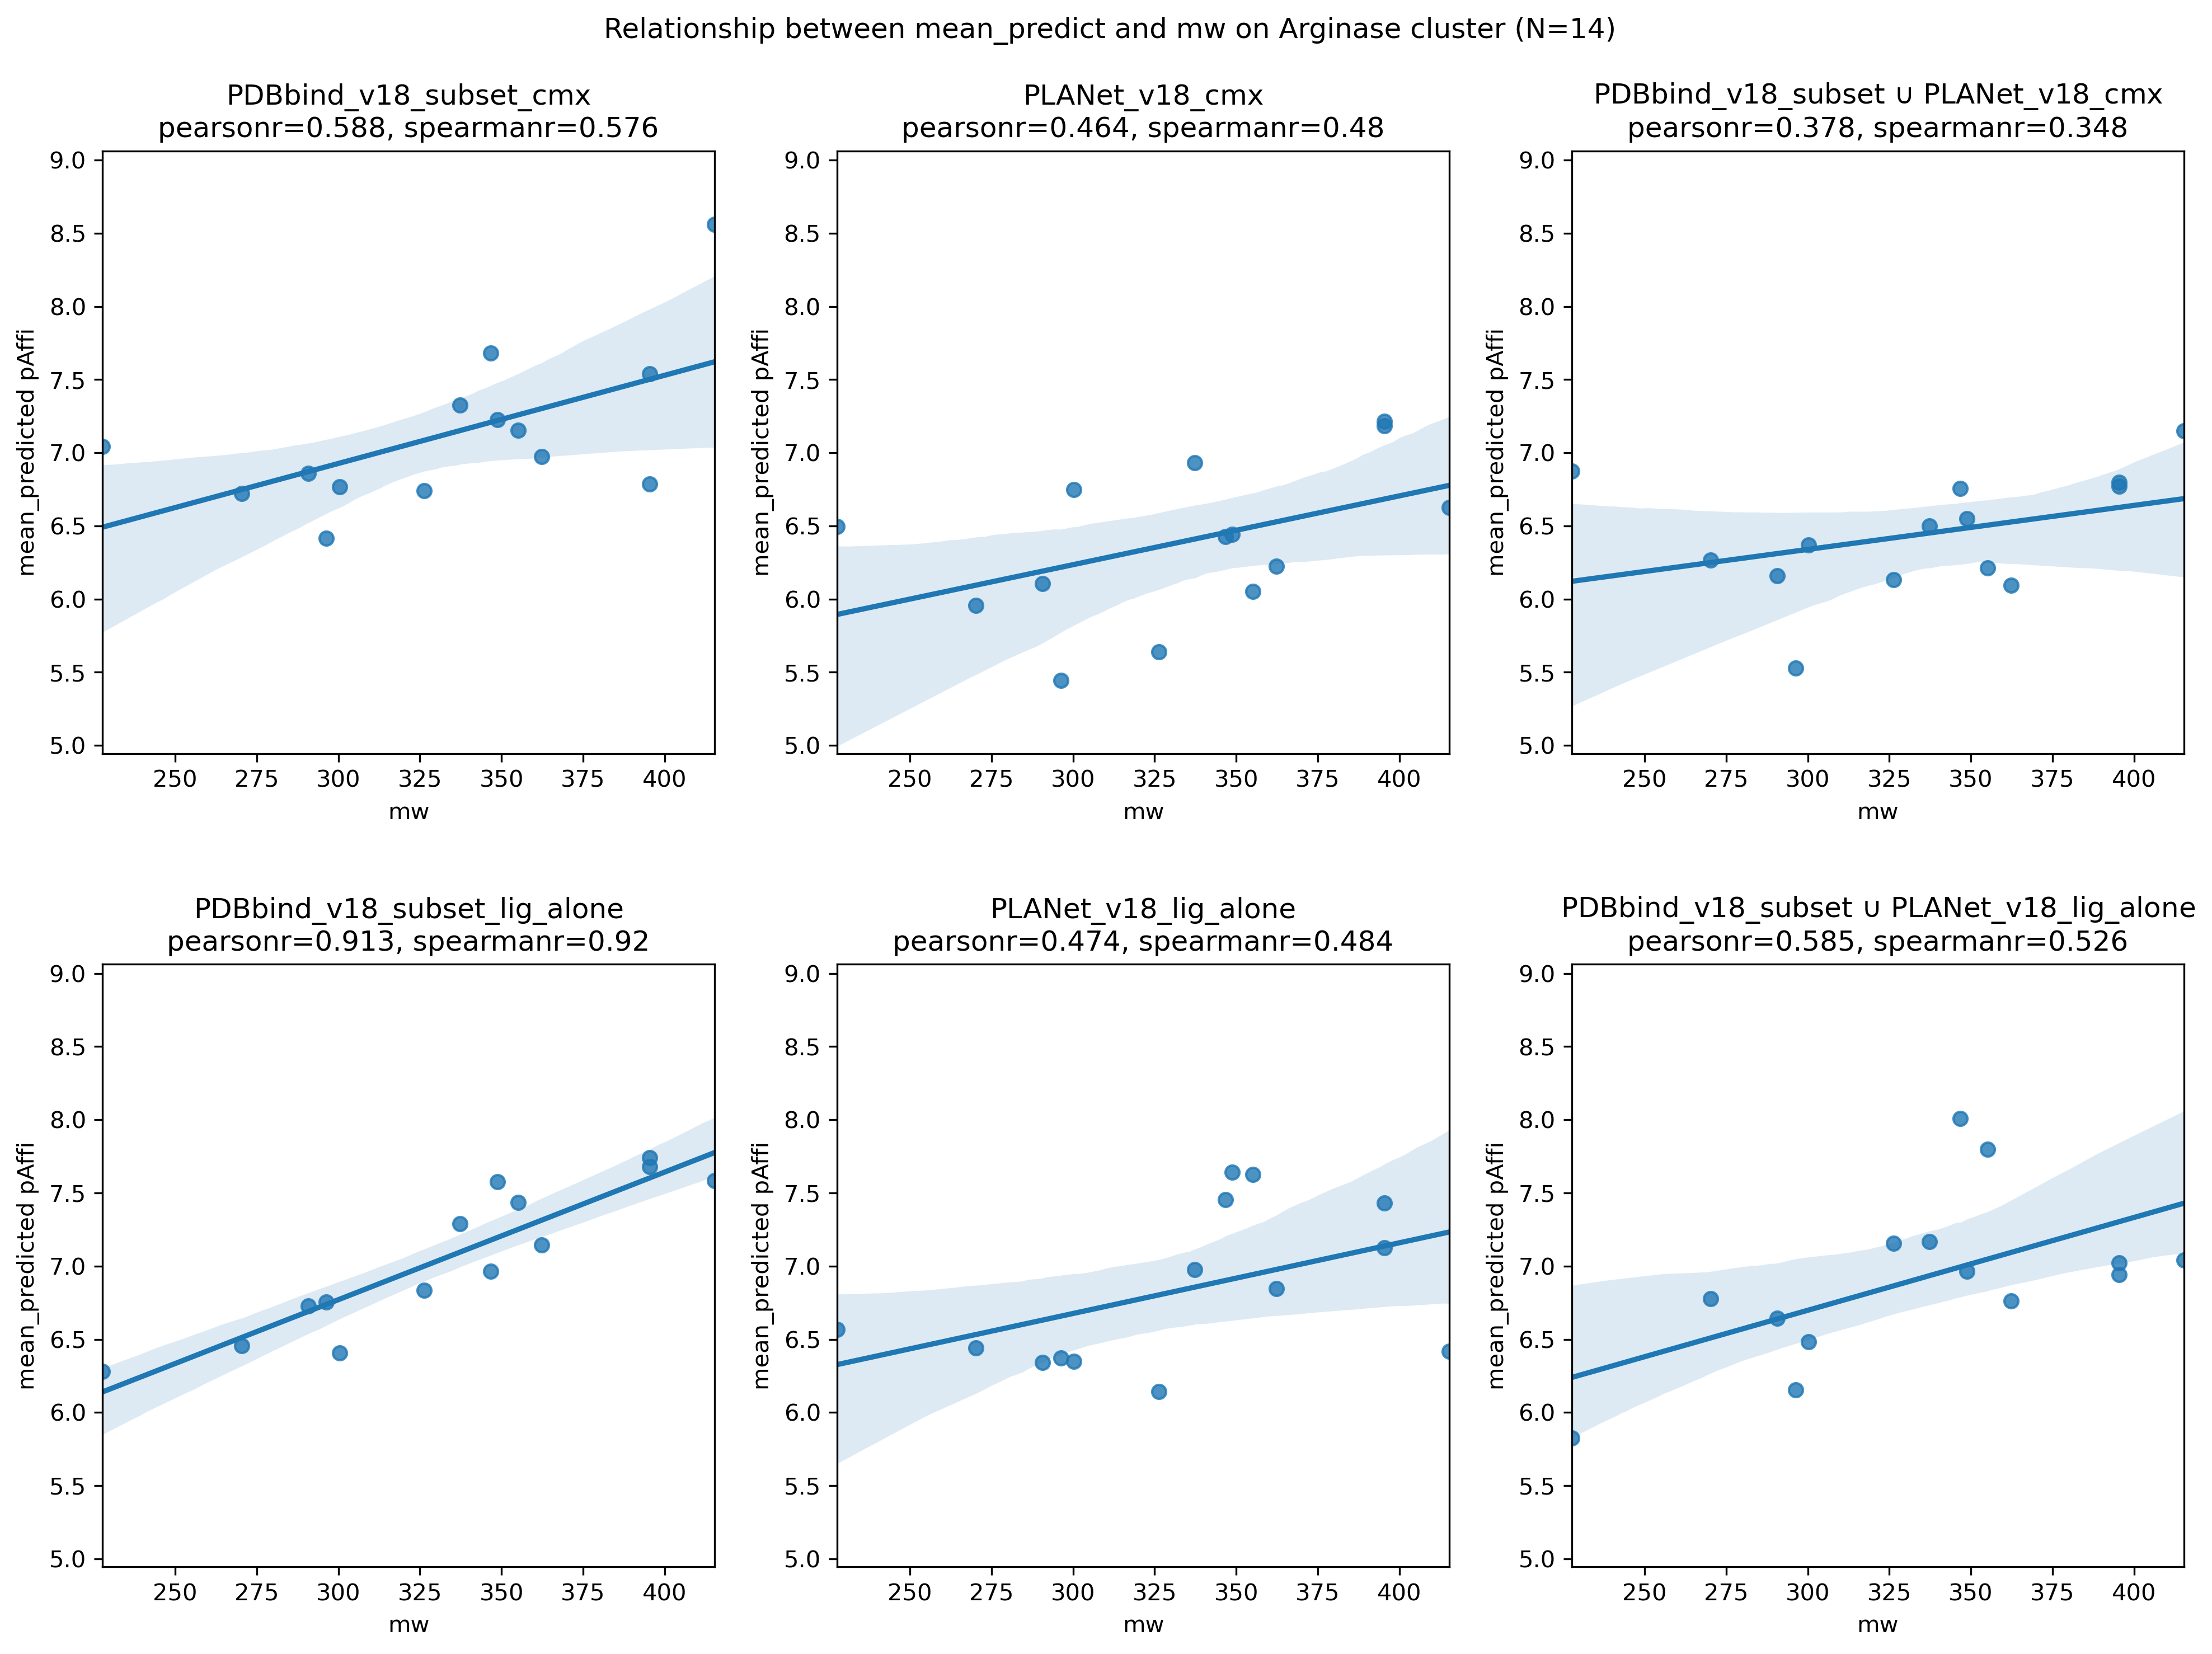 Relationship between mean_predict and mw on Arginase cluster (N=14)
PDBbind_v18_subset_cmx
pearsonr=0.588, spearmanr=0.576
9.0
8.5
8.0
7.5
7.0
6.5
6.0
5.5
5.0
mean_predicted pAffi
250 275 300 325 350 375 400
mw
PLANet_v18_cmx
pearsonr=0.464, spearmanr=0.48
9.0
8.5
8.0
7.5
7.0
6.5
6.0
5.5
5.0
mean_predicted pAffi
250 275 300 325 350 375 400
mw
PDBbind_v18_subset ∪ PLANet_v18_cmx
pearsonr=0.378, spearmanr=0.348
9.0
8.5
8.0
7.5
7.0
6.5
6.0
5.5
5.0
mean_predicted pAffi
250 275 300 325 350 375 400
mw
PDBbind_v18_subset_lig_alone
pearsonr=0.913, spearmanr=0.92
9.0
8.5
8.0
7.5
7.0
6.5
6.0
5.5
5.0
mean_predicted pAffi
250 275 300 325 350 375 400
mw
PLANet_v18_lig_alone
pearsonr=0.474, spearmanr=0.484
9.0
8.5
8.0
7.5
7.0
6.5
6.0
5.5
5.0
mean_predicted pAffi
250 275 300 325 350 375 400
mw
PDBbind_v18_subset ∪ PLANet_v18_lig_alone
pearsonr=0.585, spearmanr=0.526
9.0
8.5
8.0
7.5
7.0
6.5
6.0
5.5
5.0
mean_predicted pAffi
250 275 300 325 350 375 400
mw